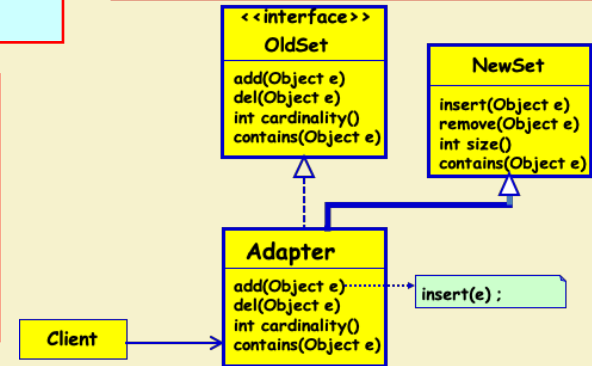 <<interface>>
OldSet
add(Object e)
del(Object e)
int cardinality()
contains(Object e)
NewSet
insert(Object e)
remove(Object e)
int size()
contains(Object e)
Adapter
add(Object e)
del(Object e)
int cardinality()
contains(Object e)
insert(e) ;
Client